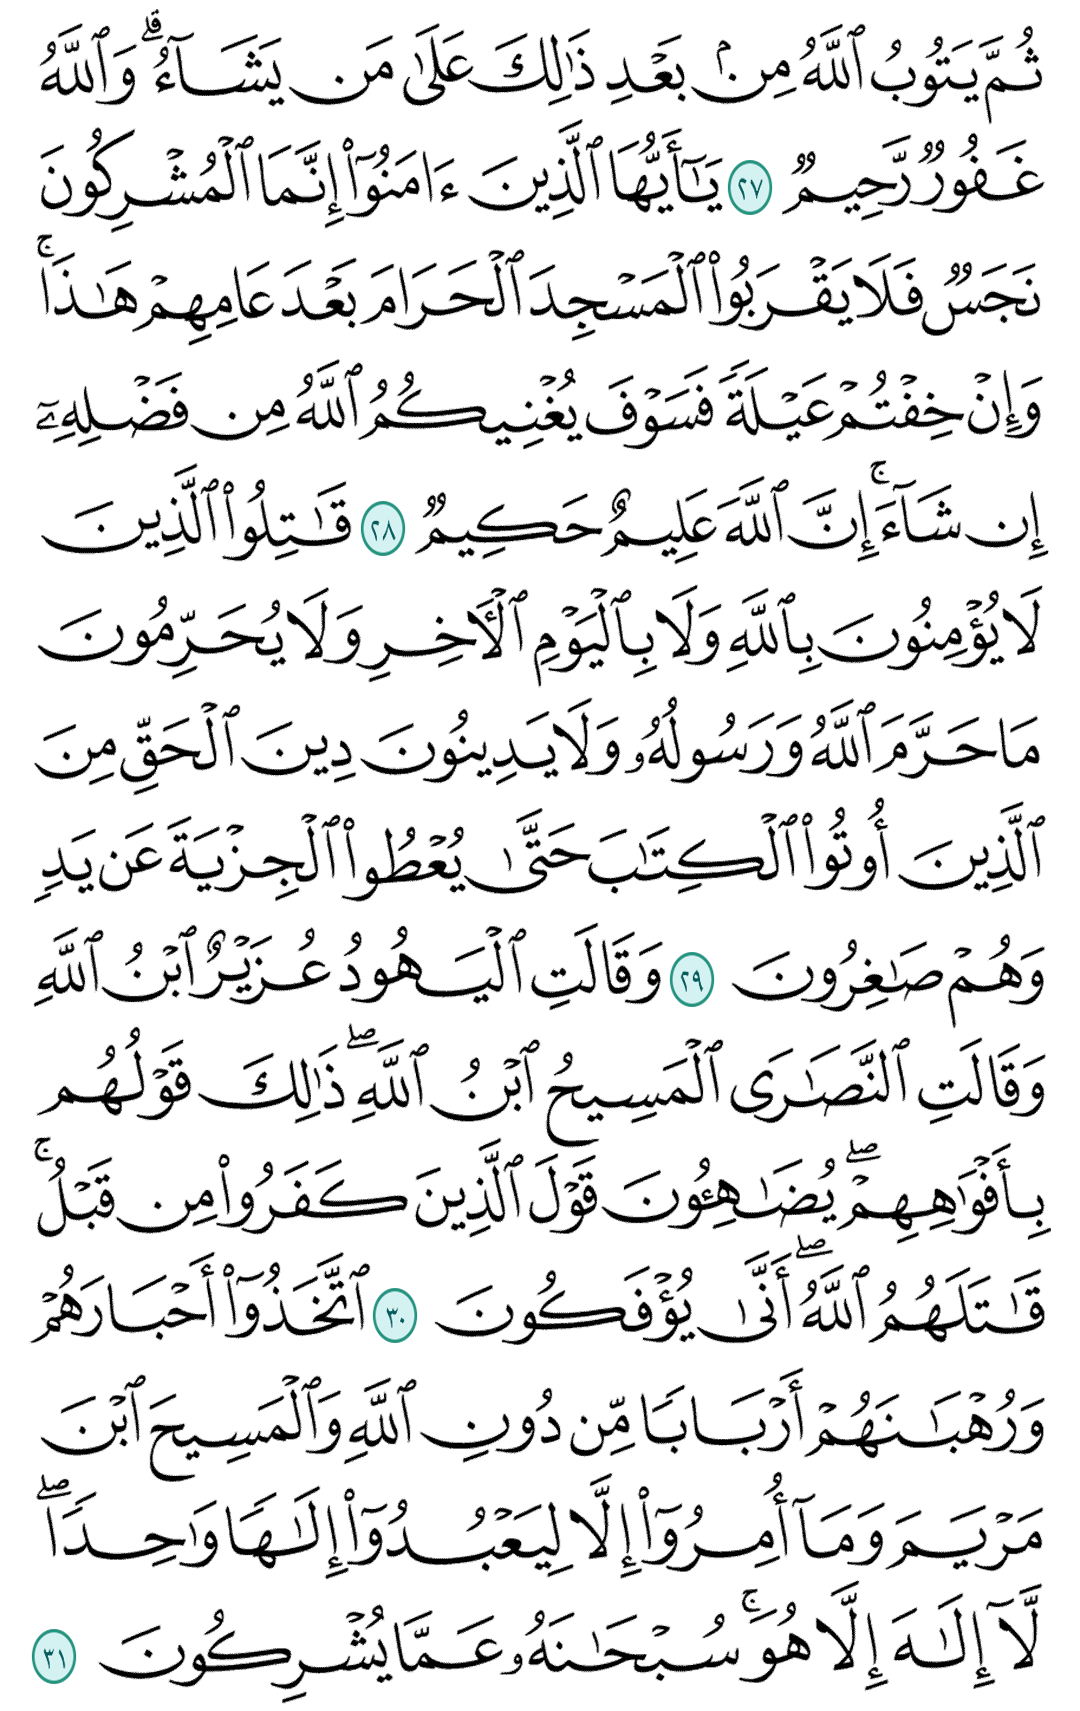 ثُمَّ يَتُوبُ ٱللَّهُ مِنۢ بَعْدِ ذَٰلِكَ عَلَىٰ مَن يَشَآءُ ۗ وَٱللَّهُ
غَفُورٌ رَّحِيمٌ ٢٧ يَٰٓأَيُّهَا ٱلَّذِينَ ءَامَنُوٓا۟ إِنَّمَا ٱلْمُشْرِكُونَ
نَجَسٌ فَلَا يَقْرَبُوا۟ ٱلْمَسْجِدَ ٱلْحَرَامَ بَعْدَ عَامِهِمْ هَٰذَا ۚ
وَإِنْ خِفْتُمْ عَيْلَةً فَسَوْفَ يُغْنِيكُمُ ٱللَّهُ مِن فَضْلِهِۦٓ
إِن شَآءَ ۚ إِنَّ ٱللَّهَ عَلِيمٌ حَكِيمٌ ٢٨ قَٰتِلُوا۟ ٱلَّذِينَ
لَا يُؤْمِنُونَ بِٱللَّهِ وَلَا بِٱلْيَوْمِ ٱلْءَاخِرِ وَلَا يُحَرِّمُونَ
مَا حَرَّمَ ٱللَّهُ وَرَسُولُهُۥ وَلَا يَدِينُونَ دِينَ ٱلْحَقِّ مِنَ
ٱلَّذِينَ أُوتُوا۟ ٱلْكِتَٰبَ حَتَّىٰ يُعْطُوا۟ ٱلْجِزْيَةَ عَن يَدٍ
وَهُمْ صَٰغِرُونَ ٢٩ وَقَالَتِ ٱلْيَهُودُ عُزَيْرٌ ٱبْنُ ٱللَّهِ
وَقَالَتِ ٱلنَّصَٰرَى ٱلْمَسِيحُ ٱبْنُ ٱللَّهِ ۖ ذَٰلِكَ قَوْلُهُم
بِأَفْوَٰهِهِمْ ۖ يُضَٰهِـُٔونَ قَوْلَ ٱلَّذِينَ كَفَرُوا۟ مِن قَبْلُ ۚ
قَٰتَلَهُمُ ٱللَّهُ ۖ أَنَّىٰ يُؤْفَكُونَ ٣٠ ٱتَّخَذُوٓا۟ أَحْبَارَهُمْ
وَرُهْبَٰنَهُمْ أَرْبَابًا مِّن دُونِ ٱللَّهِ وَٱلْمَسِيحَ ٱبْنَ
مَرْيَمَ وَمَآ أُمِرُوٓا۟ إِلَّا لِيَعْبُدُوٓا۟ إِلَٰهًا وَٰحِدًا ۖ
لَّآ إِلَٰهَ إِلَّا هُوَ ۚ سُبْحَٰنَهُۥ عَمَّا يُشْرِكُونَ ٣١